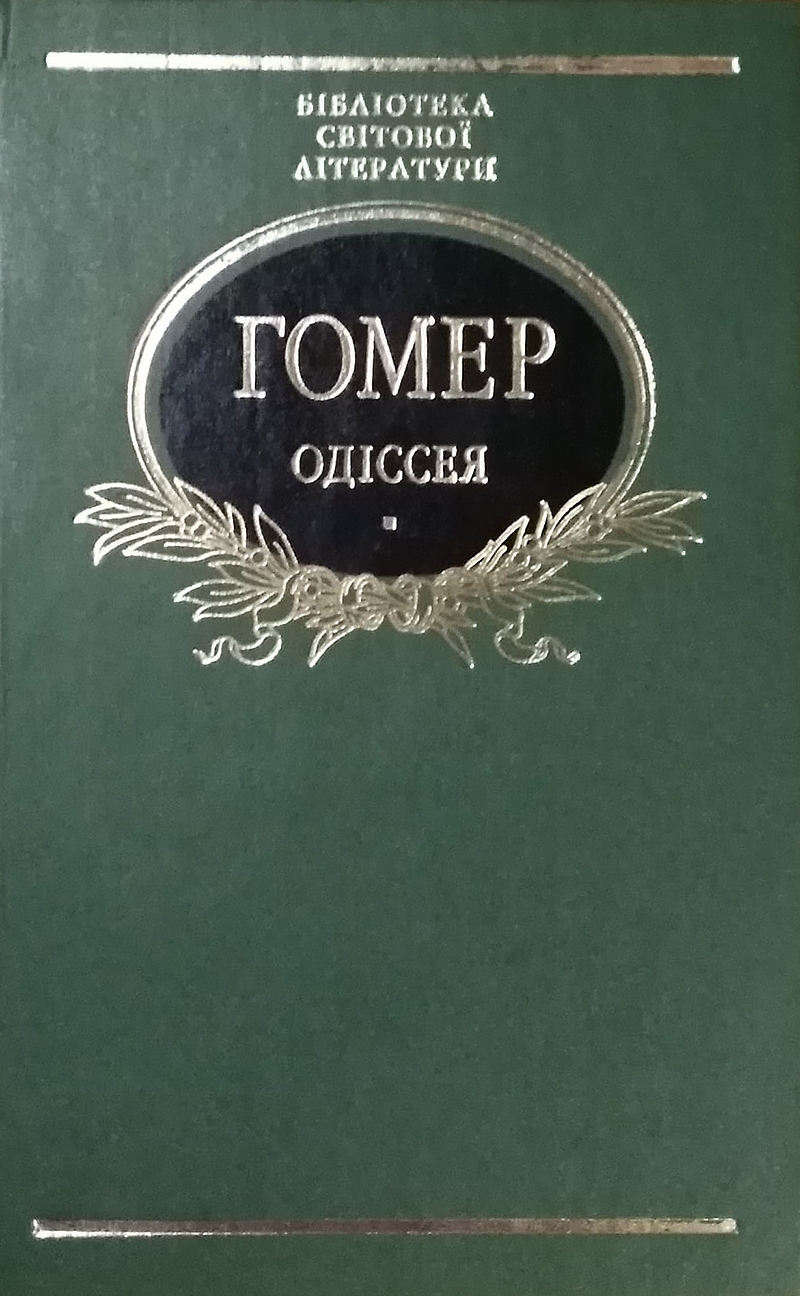 БІБЛІОТЕКА
СВІТОВОЇ
ЛІТЕРАТУРИ
ГОМЕР
ОДІССЕЯ